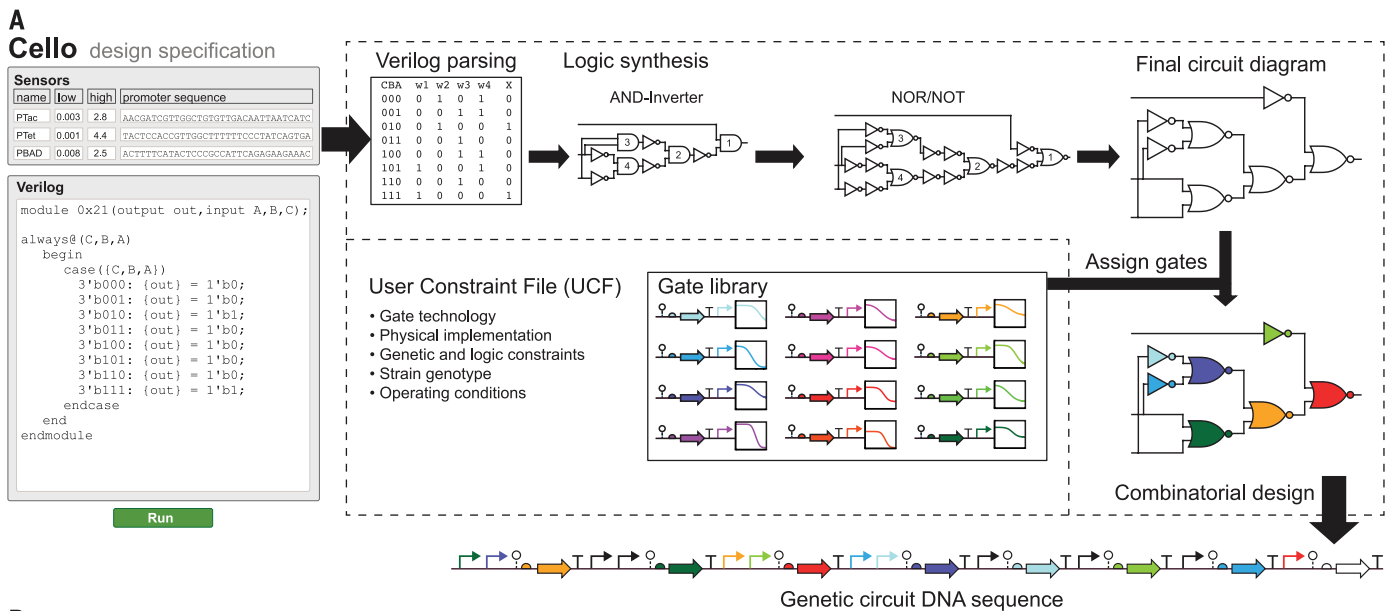 A
Cello design specification
Sensors
name low high promoter sequence
PTac 0.003 2.8 AACGATCGTTGGCTGTGTTGACAATTAATCATC
PTet 0.001 4.4 TACTCCACCGTTGGCTTTTTTCCCTATCAGTGA
PBAD 0.008 2.5 ACTTTTCATACTCCCGCCATTCAGAGAAGAAAC
Verilog
module 0x21(output out,input A,B,C);
always@(C,B,A)
begin
case({C,B,A})
3'b000: {out} = 1'b0;
3'b001: {out} = 1'b0;
3'b010: {out} = 1'b1;
3'b011: {out} = 1'b0;
3'b100: {out} = 1'b0;
3'b101: {out} = 1'b0;
3'b110: {out} = 1'b0;
3'b111: {out} = 1'b1;
endcase
end
endmodule
Run
Verilog parsing
CBA w1 w2 w3 w4 X
000 0 1 0 1 0
001 0 0 1 1 0
010 0 1 0 0 1
011 0 0 1 0 0
100 0 0 1 1 0
101 1 0 0 1 0
110 0 0 1 0 0
111 1 0 0 0 1
Logic synthesis
AND-Inverter
3
4
2
1
NOR/NOT
3
4
2
1
Final circuit diagram
User Constraint File (UCF)
• Gate technology
• Physical implementation
• Genetic and logic constraints
• Strain genotype
• Operating conditions
Gate library
Assign gates
Combinatorial design
Genetic circuit DNA sequence